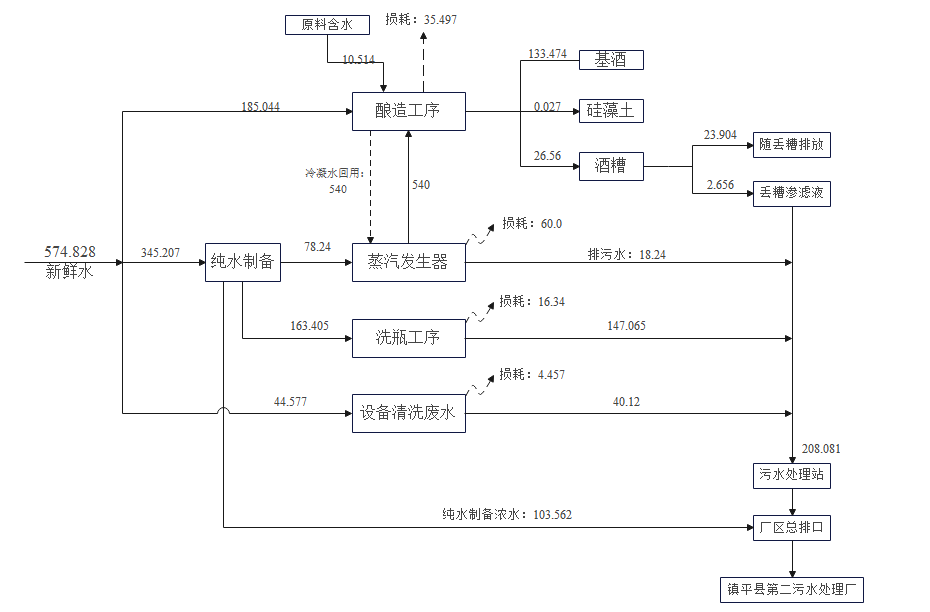 原料含水
损耗：35.497
10.514
133.474
基酒
185.044
酿造工序
0.027
硅藻土
26.56
酒糟
23.904
随丢糟排放
2.656
丢糟渗滤液
冷凝水回用：
540
540
574.828
新鲜水
345.207
纯水制备
78.24
蒸汽发生器
损耗：60.0
排污水：18.24
163.405
洗瓶工序
损耗：16.34
147.065
44.577
设备清洗废水
损耗：4.457
40.12
208.081
污水处理站
纯水制备浓水：103.562
厂区总排口
镇平县第二污水处理厂